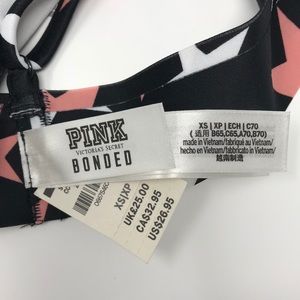 PINK
VICTORIA'S SECRET
BONDED
XS | XP | ECH | C70
(适用 B65,C65,A70,B70)
made in Vietnam/fabriqué au Vietnam/
hecho en Vietnam/fabricado in Vietnam/
越南制造
XS|XP
UK£25.00
CA$32.95
US$26.95